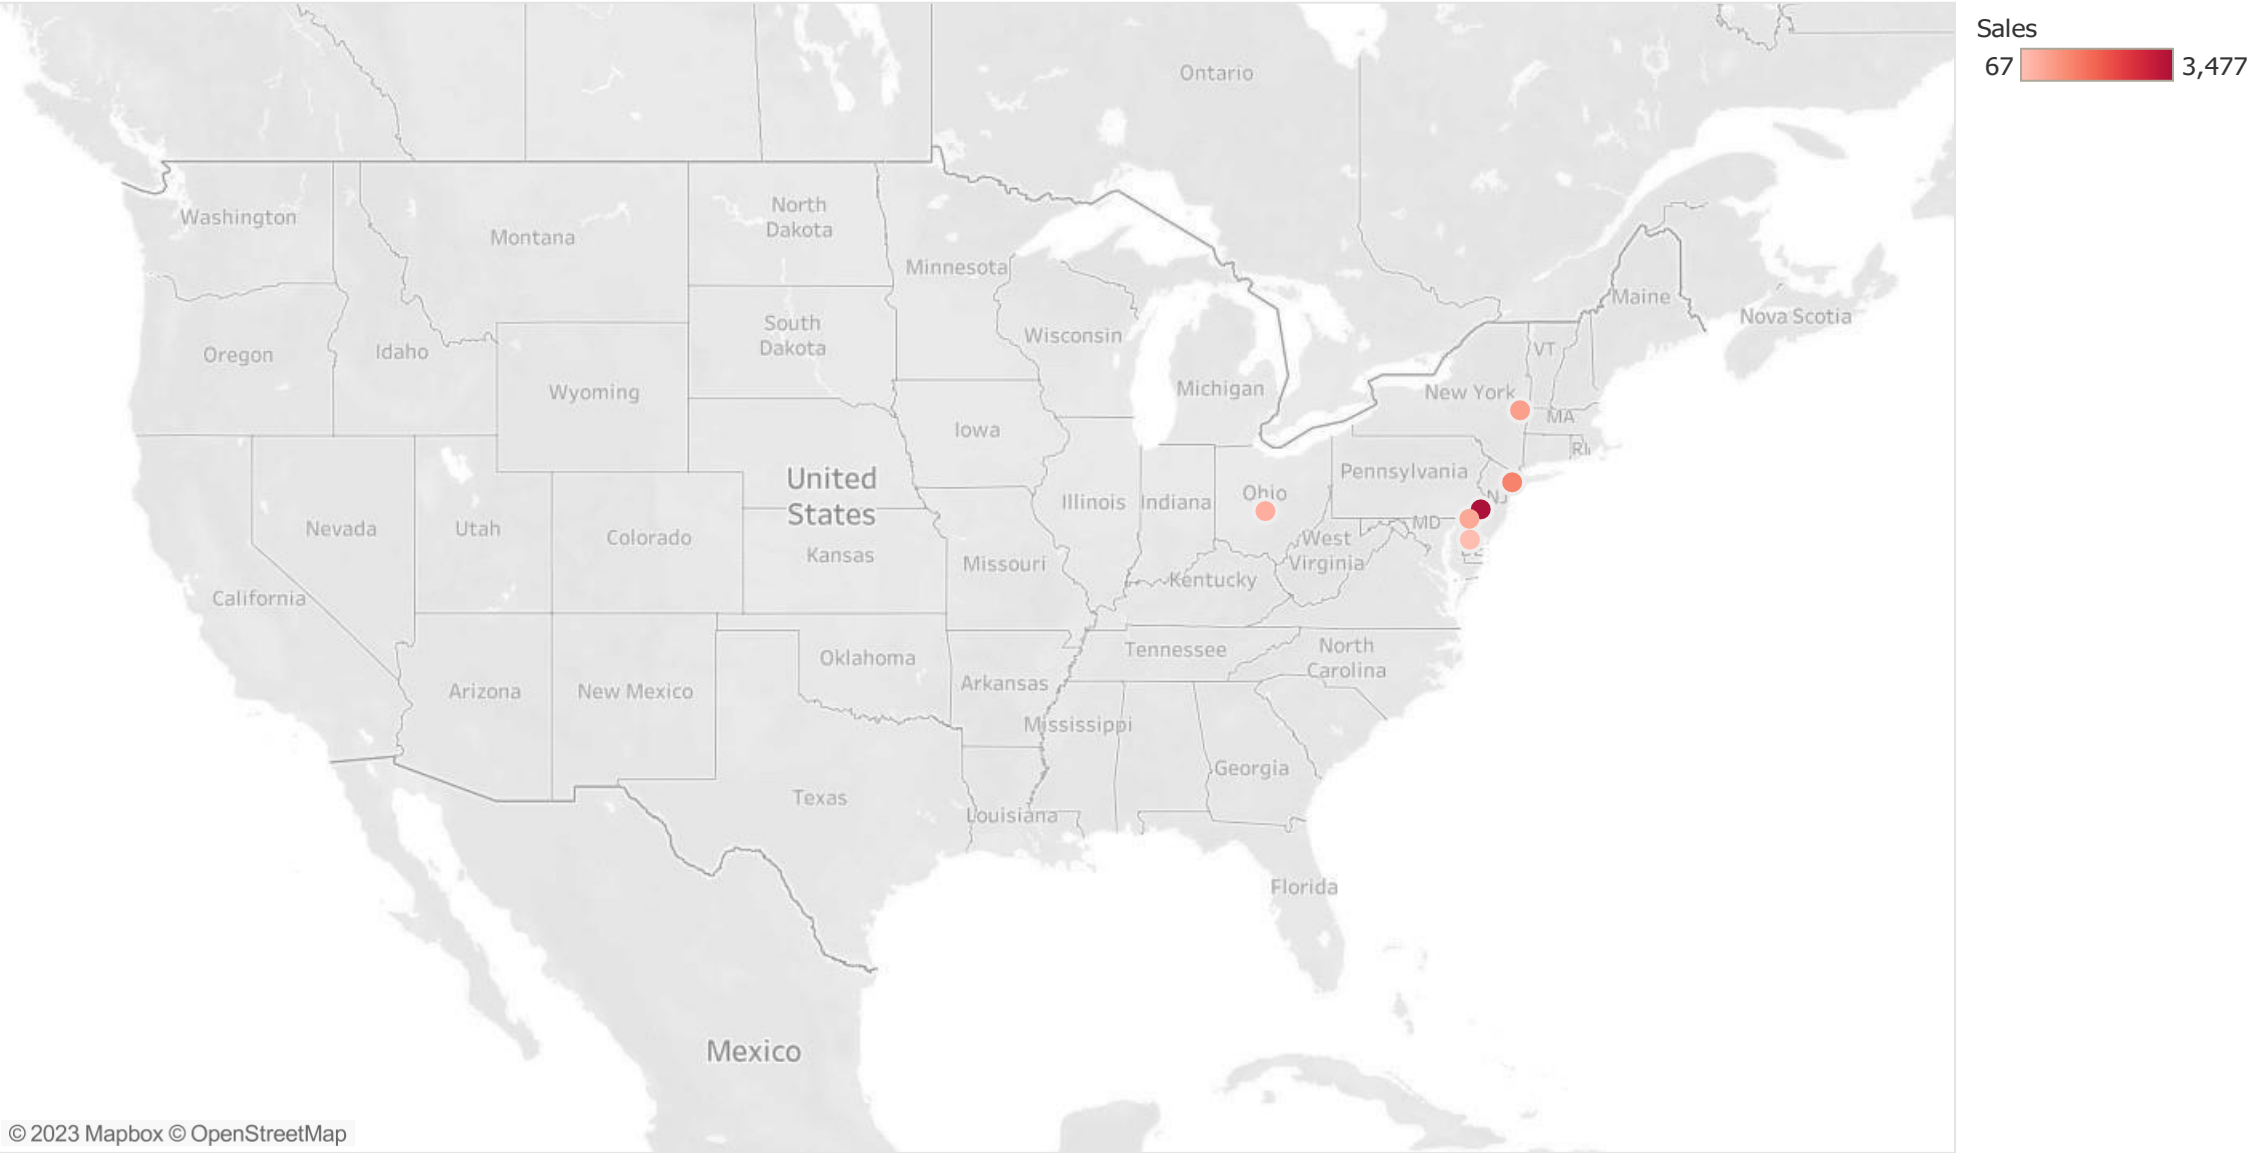 Sales
67 3,477
Ontario
Washington
Montana
North
Dakota
Minnesota
Maine
Nova Scotia
Oregon
Idaho
South
Dakota
Wisconsin
VT
Wyoming
Michigan
New York
MA
Iowa
RI
United
States
Pennsylvania
Nevada
Utah
Colorado
Kansas
Missouri
Illinois
Indiana
Ohio
NJ
MD
West
Virginia
DE
California
Kentucky
Oklahoma
Tennessee
North
Carolina
Arizona
New Mexico
Arkansas
Mississippi
Georgia
Texas
Louisiana
Florida
Mexico
© 2023 Mapbox © OpenStreetMap